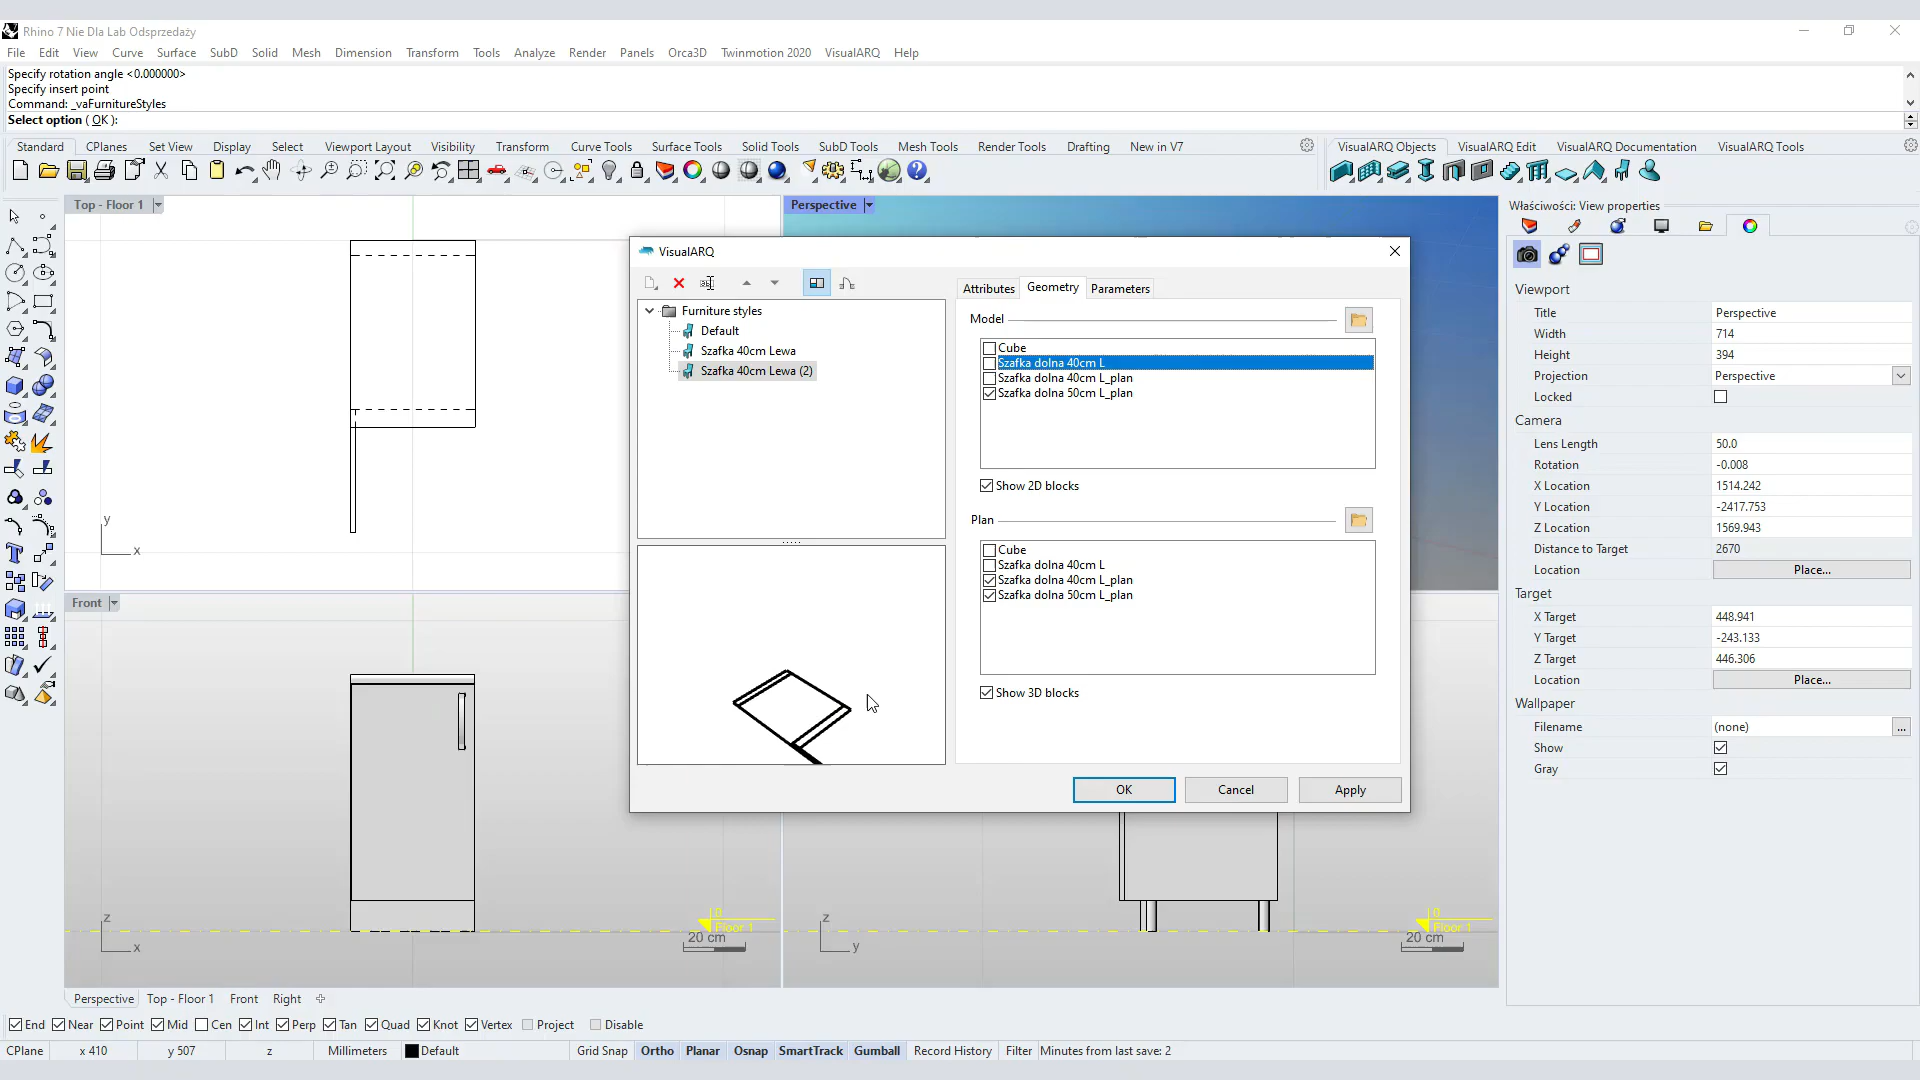 Rhino 7 Nie Dla Lab Odsprzedaży
File Edit View Curve Surface SubD Solid Mesh Dimension Transform Tools Analyze Render Panels Orca3D Twinmotion 2020 VisualARQ Help
Specify rotation angle <0.000000>
Specify insert point
Command: _vaFurnitureStyles
Select option ( OK ):
Standard CPlanes Set View Display Select Viewport Layout Visibility Transform Curve Tools Surface Tools Solid Tools SubD Tools Mesh Tools Render Tools Drafting New in V7
VisualARQ Objects VisualARQ Edit VisualARQ Documentation VisualARQ Tools
Top - Floor 1
Perspective
y
x
Front
z
x
0
Floor 1
20 cm
z
y
0
Floor 1
20 cm
VisualARQ
Furniture styles
Default
Szafka 40cm Lewa
Szafka 40cm Lewa (2)
Attributes Geometry Parameters
Model
Cube
Szafka dolna 40cm L
Szafka dolna 40cm L_plan
Szafka dolna 50cm L_plan
Show 2D blocks
Plan
Cube
Szafka dolna 40cm L
Szafka dolna 40cm L_plan
Szafka dolna 50cm L_plan
Show 3D blocks
OK Cancel Apply
Właściwości: View properties
Viewport
Title Perspective
Width 714
Height 394
Projection Perspective
Locked
Camera
Lens Length 50.0
Rotation -0.008
X Location 1514.242
Y Location -2417.753
Z Location 1569.943
Distance to Target 2670
Location Place...
Target
X Target 448.941
Y Target -243.133
Z Target 446.306
Location Place...
Wallpaper
Filename (none) ...
Show
Gray
Perspective Top - Floor 1 Front Right
End Near Point Mid Cen Int Perp Tan Quad Knot Vertex Project Disable
CPlane x 410 y 507 z Millimeters Default Grid Snap Ortho Planar Osnap SmartTrack Gumball Record History Filter Minutes from last save: 2